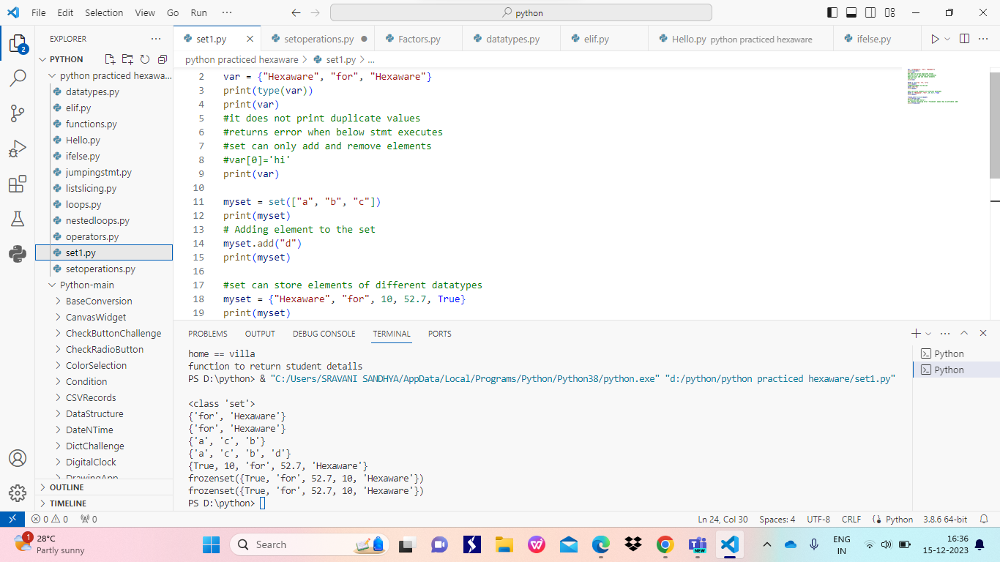 File Edit Selection View Go Run ··· python
EXPLORER ···
PYTHON
python practiced hexawa...
datatypes.py
elif.py
functions.py
Hello.py
ifelse.py
jumpingstmt.py
listslicing.py
loops.py
nestedloops.py
operators.py
set1.py
setoperations.py
Python-main
BaseConversion
CanvasWidget
CheckButtonChallenge
CheckRadioButton
ColorSelection
Condition
CSVRecords
DataStructure
DateNTime
DictChallenge
DigitalClock
DrawingApp
OUTLINE
TIMELINE
2
set1.py setoperations.py Factors.py datatypes.py elif.py Hello.py python practiced hexaware ifelse.py
python practiced hexaware > set1.py > ...
2 var = {"Hexaware", "for", "Hexaware"}
3 print(type(var))
4 print(var)
5 #it does not print duplicate values
6 #returns error when below stmt executes
7 #set can only add and remove elements
8 #var[0]='hi'
9 print(var)
10
11 myset = set(["a", "b", "c"])
12 print(myset)
13 # Adding element to the set
14 myset.add("d")
15 print(myset)
16
17 #set can store elements of different datatypes
18 myset = {"Hexaware", "for", 10, 52.7, True}
19 print(myset)
PROBLEMS OUTPUT DEBUG CONSOLE TERMINAL PORTS
home == villa
function to return student details
PS D:\python> & "C:/Users/SRAVANI SANDHYA/AppData/Local/Programs/Python/Python38/python.exe" "d:/python/python practiced hexaware/set1.py"
<class 'set'>
{'for', 'Hexaware'}
{'for', 'Hexaware'}
{'a', 'c', 'b'}
{'a', 'c', 'b', 'd'}
{True, 10, 'for', 52.7, 'Hexaware'}
frozenset({True, 'for', 52.7, 10, 'Hexaware'})
frozenset({True, 'for', 52.7, 10, 'Hexaware'})
PS D:\python>
Python
Python
0 0 0 Ln 24, Col 30 Spaces: 4 UTF-8 CRLF Python 3.8.6 64-bit
1
28°C
Partly sunny
Search
NEW
ENG
IN
16:36
15-12-2023